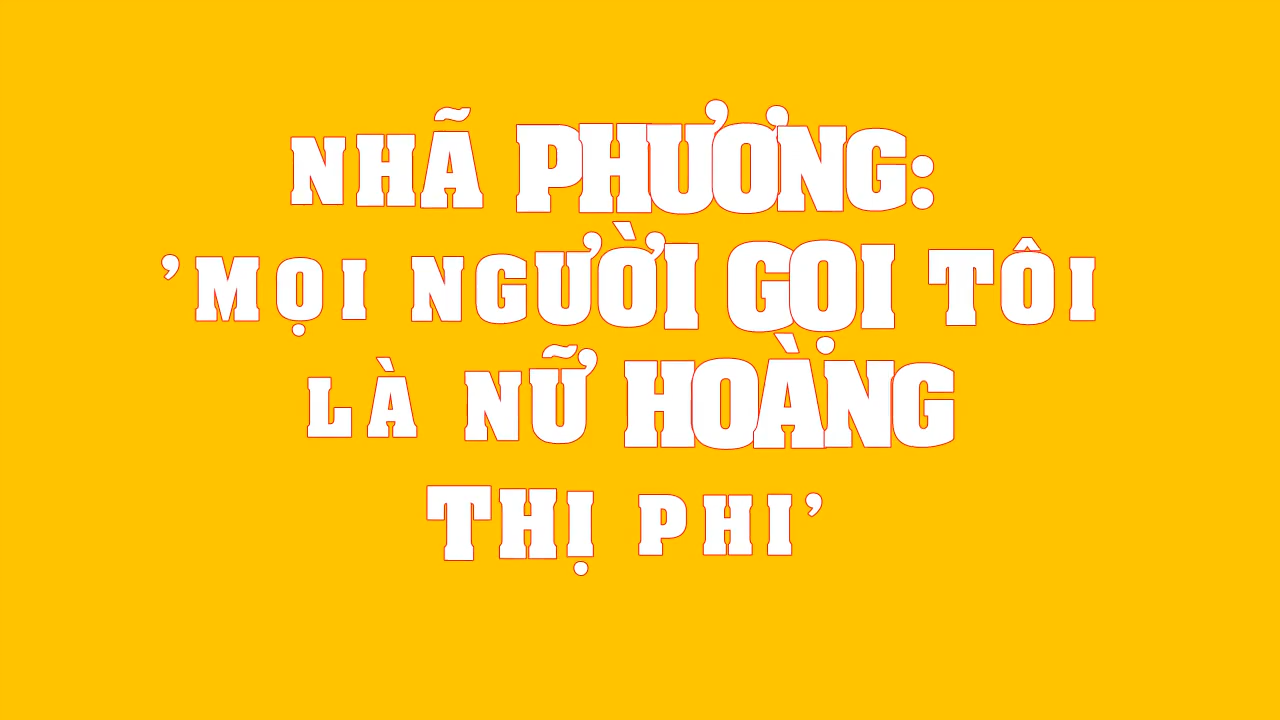 NHÃ PHƯƠNG:
’MỌI NGƯỜI GỌI TÔI
LÀ NỮ HOÀNG
THỊ PHI’